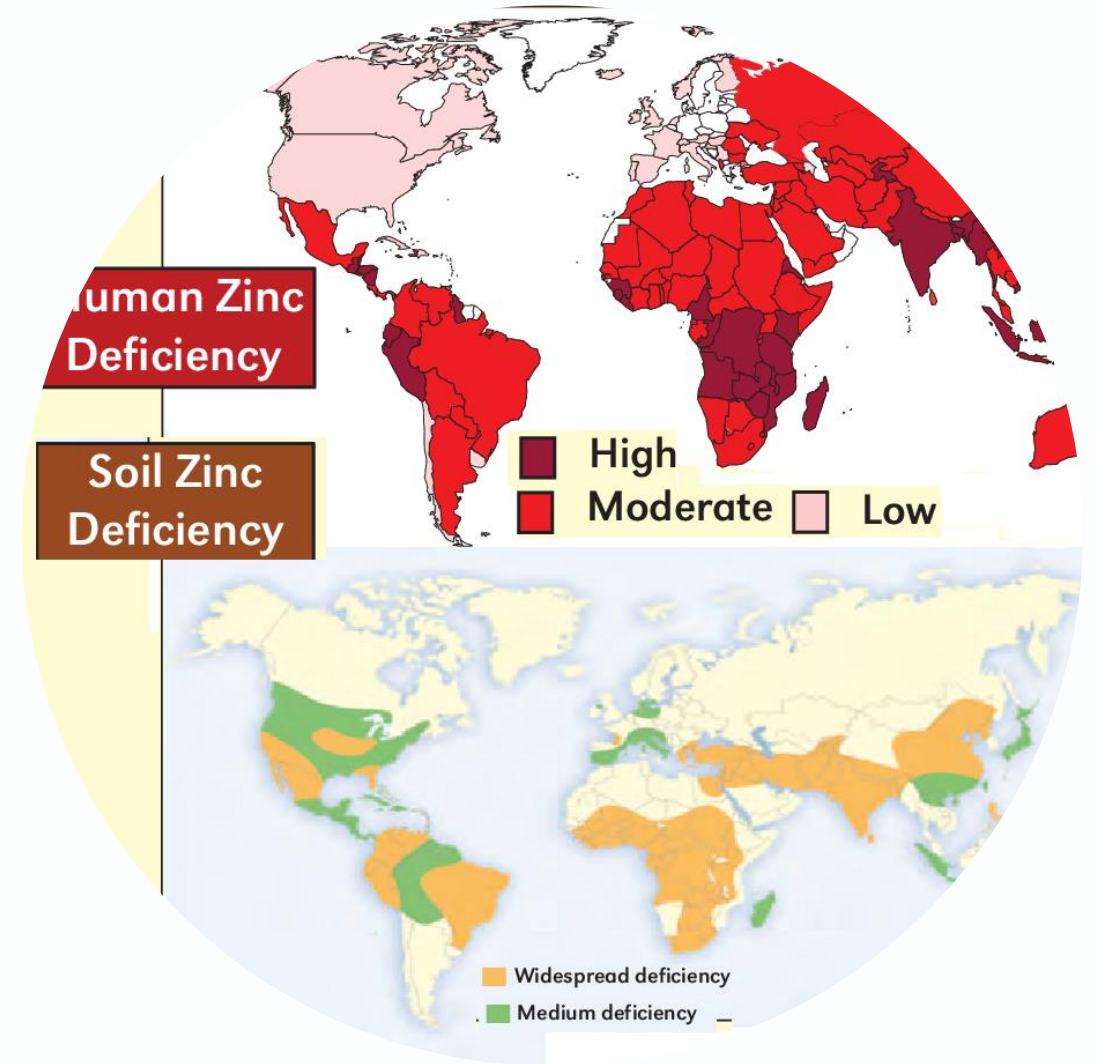 uman Zinc
Deficiency
Soil Zinc
Deficiency
High
Moderate
Low
Widespread deficiency
Medium deficiency